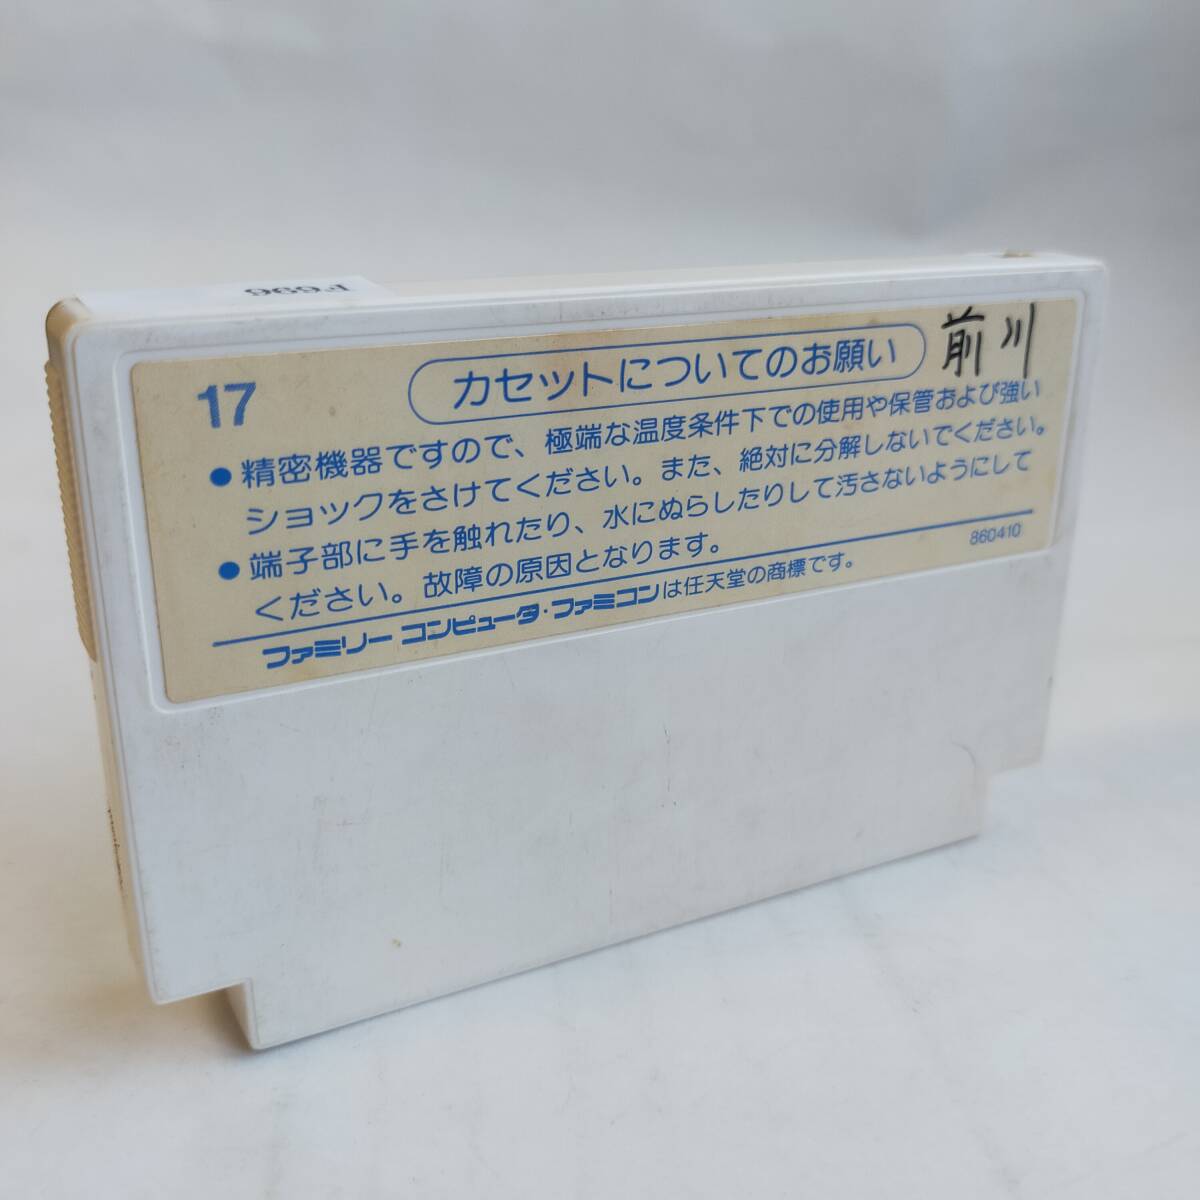 F696
17
カセットについてのお願い
前川
●精密機器ですので、極端な温度条件下での使用や保管および強い
ショックをさけてください。また、絶対に分解しないでください。
●端子部に手を触れたり、水にぬらしたりして汚さないようにして
ください。故障の原因となります。
860410
ファミリー コンピュータ・ファミコンは任天堂の商標です。